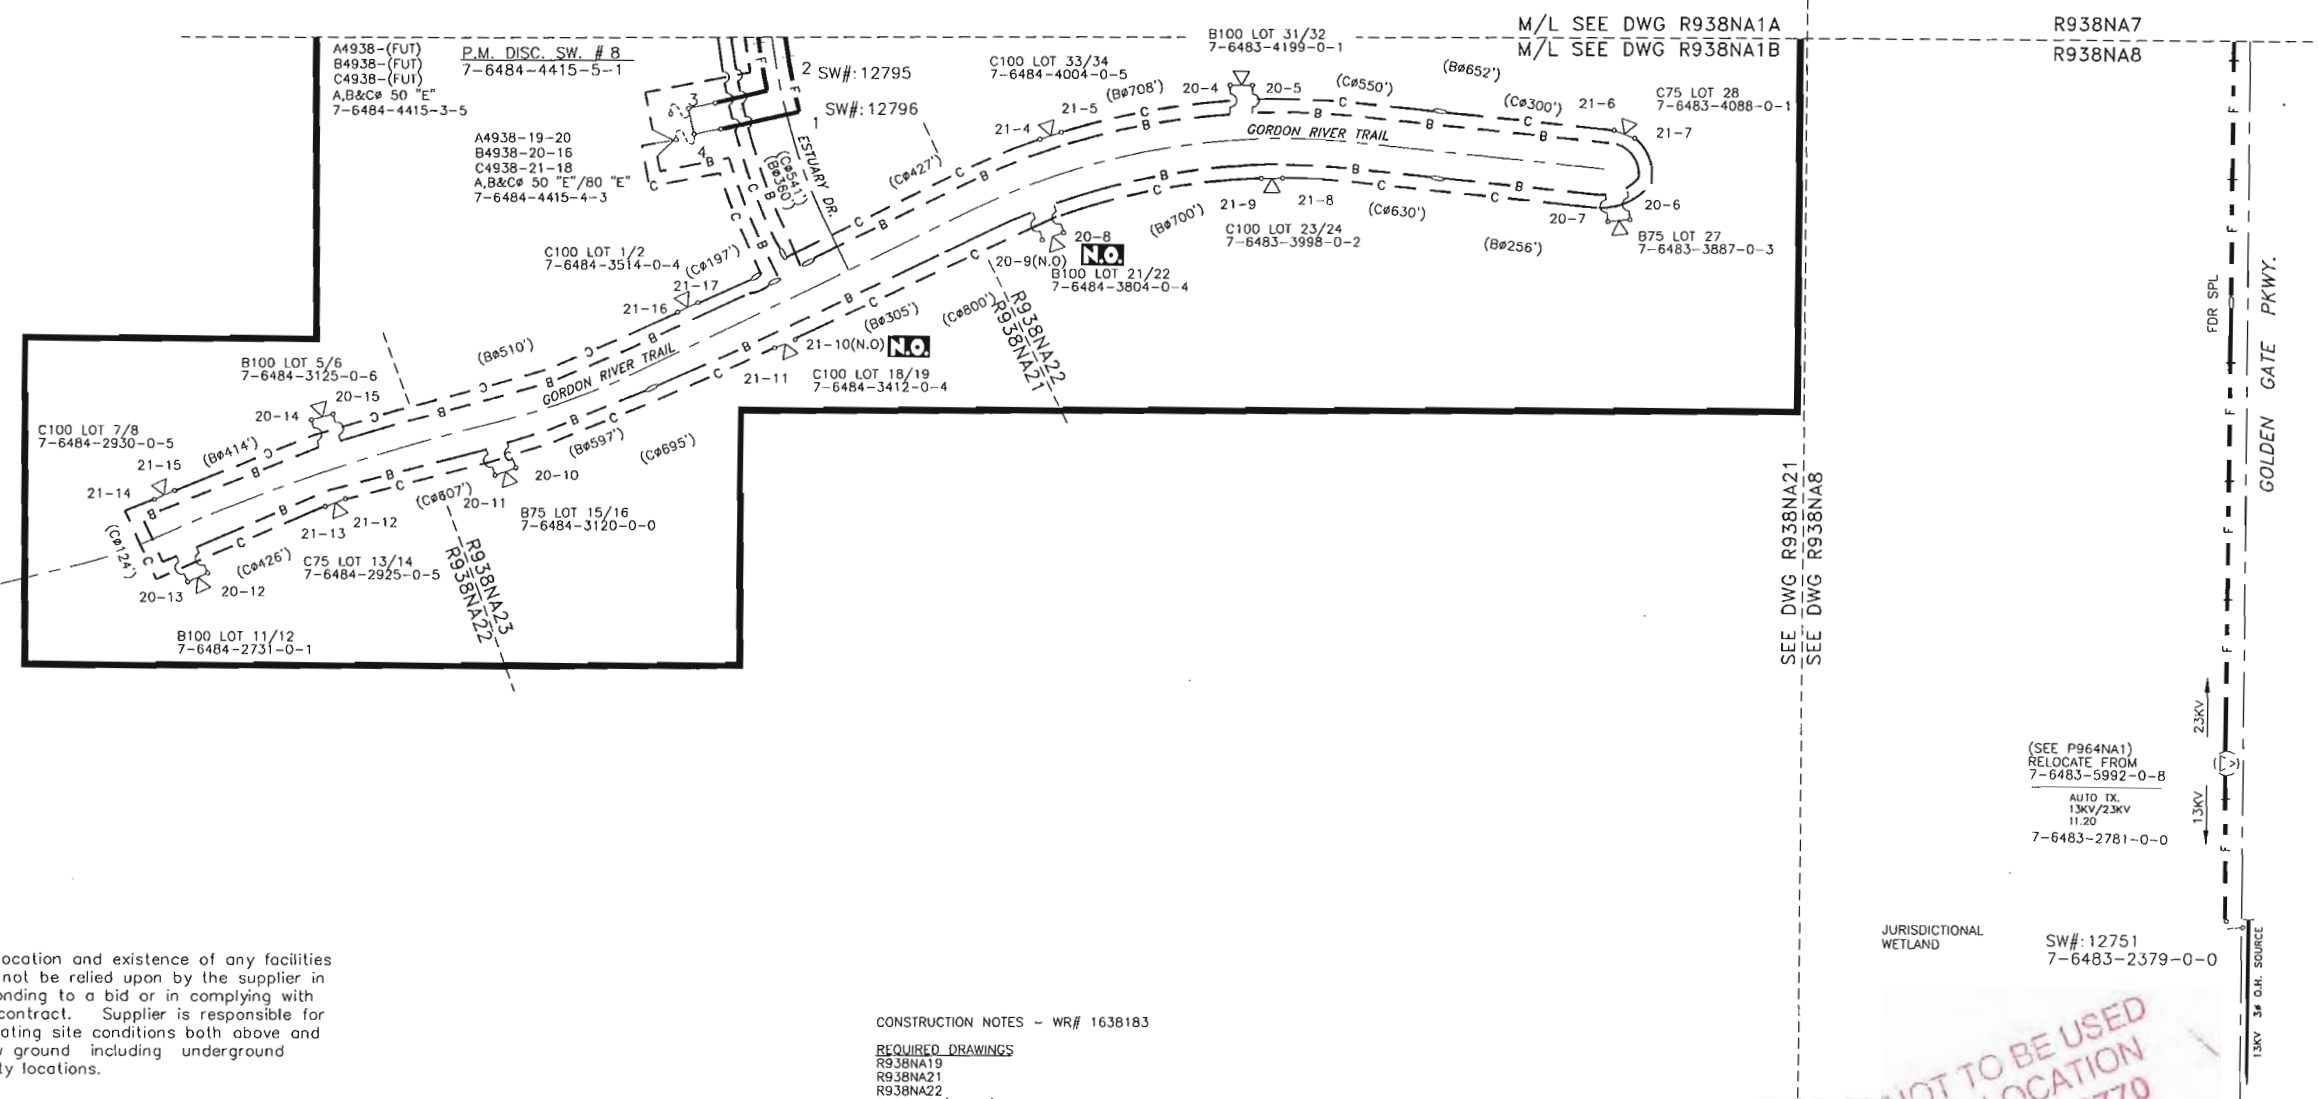 M/L SEE DWG R938NA1A
M/L SEE DWG R938NA1B
R938NA7
R938NA8
A4938-(FUT)
B4938-(FUT)
C4938-(FUT)
A,B&Cø 50 "E"
7-6484-4415-3-5
P.M. DISC. SW. # 8
7-6484-4415-5-1
2
SW#: 12795
1
SW#: 12796
3
4
A4938-19-20
B4938-20-16
C4938-21-18
A,B&Cø 50 "E"/80 "E"
7-6484-4415-4-3
ESTUARY DR.
(Cø541')
(Bø360')
C100 LOT 33/34
7-6484-4004-0-5
B100 LOT 31/32
7-6483-4199-0-1
21-4
21-5
(Bø708')
20-4
20-5
(Cø550')
(Bø652')
(Cø300')
21-6
C75 LOT 28
7-6483-4088-0-1
21-7
GORDON RIVER TRAIL
(Cø427')
20-6
20-7
B75 LOT 27
7-6483-3887-0-3
(Bø256')
(Cø630')
21-8
21-9
C100 LOT 23/24
7-6483-3998-0-2
(Bø700')
20-8
N.O.
20-9(N.O)
B100 LOT 21/22
7-6484-3804-0-4
R938NA22
R938NA21
(Cø800')
(Bø305')
C100 LOT 1/2
7-6484-3514-0-4
(Cø197')
21-17
21-16
21-10(N.O)
N.O.
21-11
C100 LOT 18/19
7-6484-3412-0-4
(Bø510')
GORDON RIVER TRAIL
B100 LOT 5/6
7-6484-3125-0-6
20-15
20-14
C100 LOT 7/8
7-6484-2930-0-5
(Bø414')
21-15
21-14
(Cø695')
(Bø597')
20-10
20-11
B75 LOT 15/16
7-6484-3120-0-0
(Cø607')
21-12
21-13
C75 LOT 13/14
7-6484-2925-0-5
(Cø426')
(Cø124')
20-12
20-13
B100 LOT 11/12
7-6484-2731-0-1
R938NA23
R938NA22
SEE DWG R938NA21
SEE DWG R938NA8
FDR SPL
GOLDEN GATE PKWY.
23KV
13KV
(SEE P964NA1)
RELOCATE FROM
7-6483-5992-0-8
AUTO TX.
13KV/23KV
11.20
7-6483-2781-0-0
JURISDICTIONAL
WETLAND
SW#: 12751
7-6483-2379-0-0
13KV 3ø O.H. SOURCE
ocation and existence of any facilities
not be relied upon by the supplier in
onding to a bid or in complying with
contract. Supplier is responsible for
ating site conditions both above and
ground including underground
ty locations.
CONSTRUCTION NOTES - WR# 1638183
REQUIRED DRAWINGS
R938NA19
R938NA21
R938NA22
NOT TO BE USED
LOCATION
770